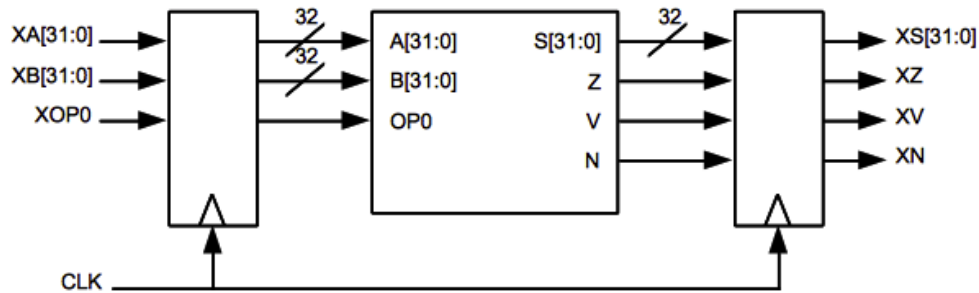 32 32
XA[31:0] A[31:0] S[31:0] XS[31:0]
32
XB[31:0] B[31:0] Z XZ
XOP0 OP0 V XV
N XN
CLK